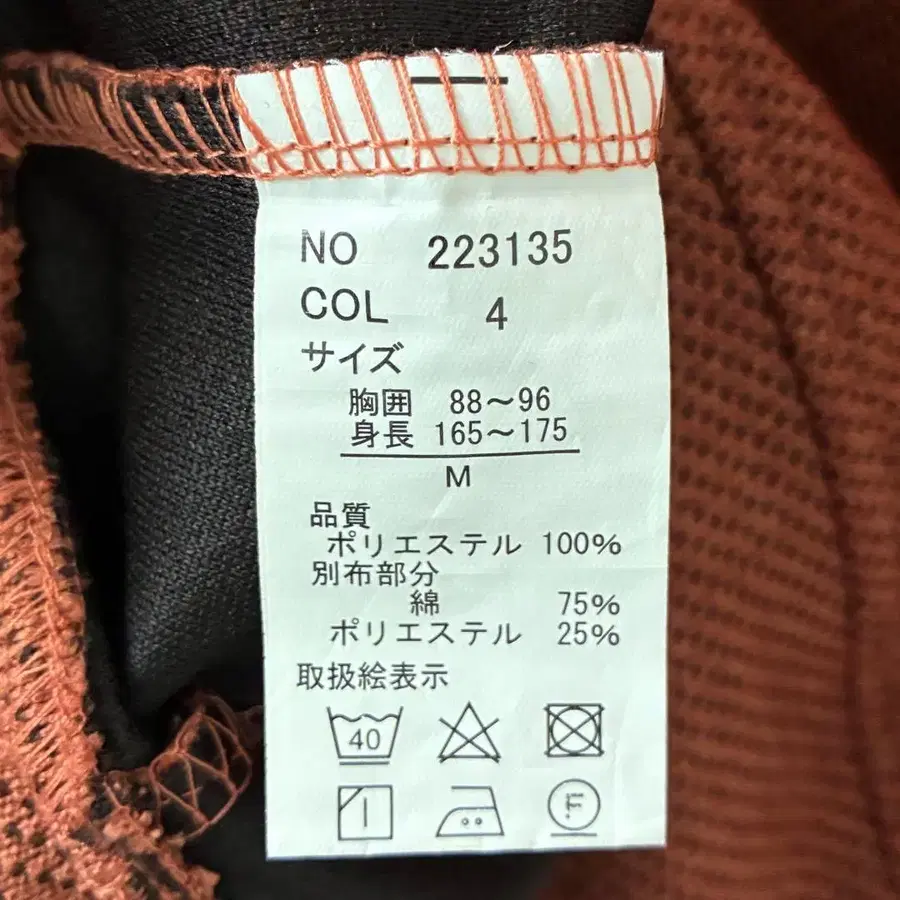 NO 223135
COL 4
サイズ
胸囲 88～96
身長 165～175
M
品質
ポリエステル 100%
別布部分
綿 75%
ポリエステル 25%
取扱絵表示
40
F